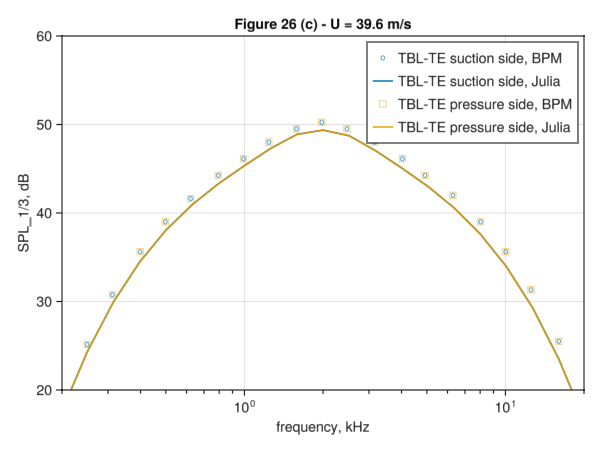 Figure 26 (c) - U = 39.6 m/s
TBL-TE suction side, BPM
TBL-TE suction side, Julia
TBL-TE pressure side, BPM
TBL-TE pressure side, Julia
SPL_1/3, dB
60
50
40
30
20
10⁰
10¹
frequency, kHz